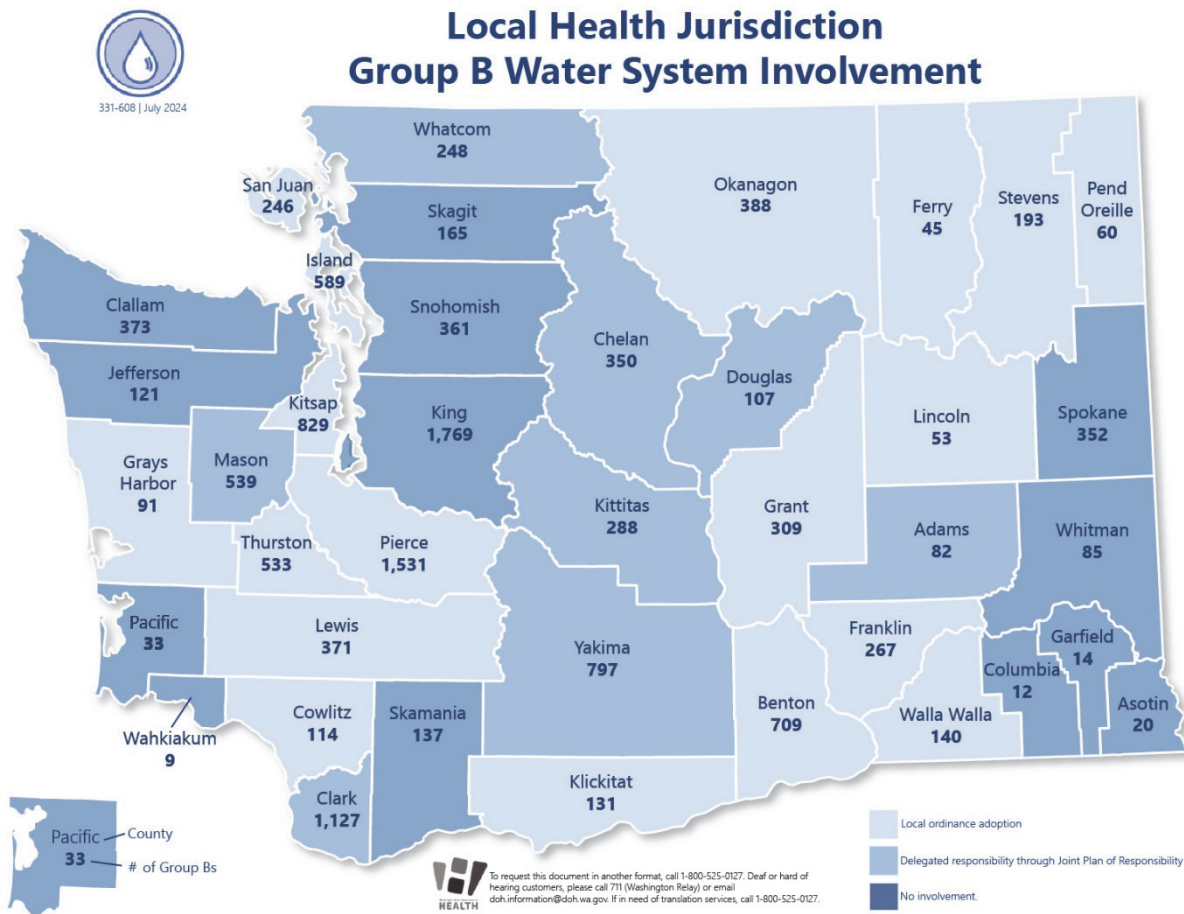 Local Health Jurisdiction
Group B Water System Involvement
331-608 | July 2024
Whatcom
248
San Juan
246
Skagit
165
Island
589
Okanagon
388
Ferry
45
Stevens
193
Pend
Oreille
60
Clallam
373
Snohomish
361
Chelan
350
Jefferson
121
Kitsap
829
King
1,769
Douglas
107
Lincoln
53
Spokane
352
Grays
Harbor
91
Mason
539
Kittitas
288
Grant
309
Adams
82
Whitman
85
Thurston
533
Pierce
1,531
Pacific
33
Lewis
371
Yakima
797
Franklin
267
Columbia
12
Garfield
14
Asotin
20
Wahkiakum
9
Cowlitz
114
Skamania
137
Benton
709
Walla Walla
140
Clark
1,127
Klickitat
131
Pacific
33
County
# of Group Bs
HEALTH
To request this document in another format, call 1-800-525-0127. Deaf or hard of
hearing customers, please call 711 (Washington Relay) or email
doh.information@doh.wa.gov. If in need of translation services, call 1-800-525-0127.
Local ordinance adoption
Delegated responsibility through Joint Plan of Responsibility
No involvement.